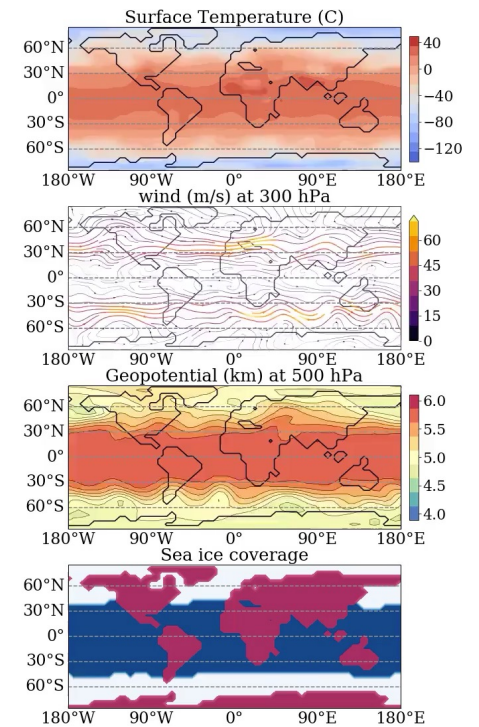 Surface Temperature (C)
60°N
30°N
0°
30°S
60°S
180°W 90°W 0° 90°E 180°E
40
0
−40
−80
−120
wind (m/s) at 300 hPa
60°N
30°N
0°
30°S
60°S
180°W 90°W 0° 90°E 180°E
60
45
30
15
0
Geopotential (km) at 500 hPa
60°N
30°N
0°
30°S
60°S
180°W 90°W 0° 90°E 180°E
6.0
5.5
5.0
4.5
4.0
Sea ice coverage
60°N
30°N
0°
30°S
60°S
180°W 90°W 0° 90°E 180°E